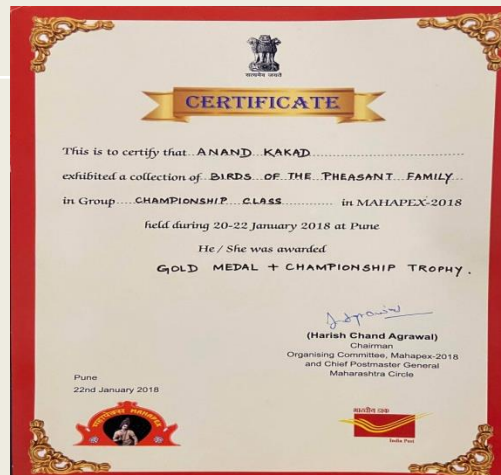 सत्यमेव जयते
CERTIFICATE
This is to certify that ANAND KAKAD
exhibited a collection of BIRDS OF THE PHEASANT FAMILY
in Group CHAMPIONSHIP CLASS in MAHAPEX-2018
held during 20-22 January 2018 at Pune
He / She was awarded
GOLD MEDAL + CHAMPIONSHIP TROPHY.
(Harish Chand Agrawal)
Chairman
Organising Committee, Mahapex-2018
and Chief Postmaster General
Maharashtra Circle
Pune
22nd January 2018
MAHAPEX
भारतीय डाक
India Post